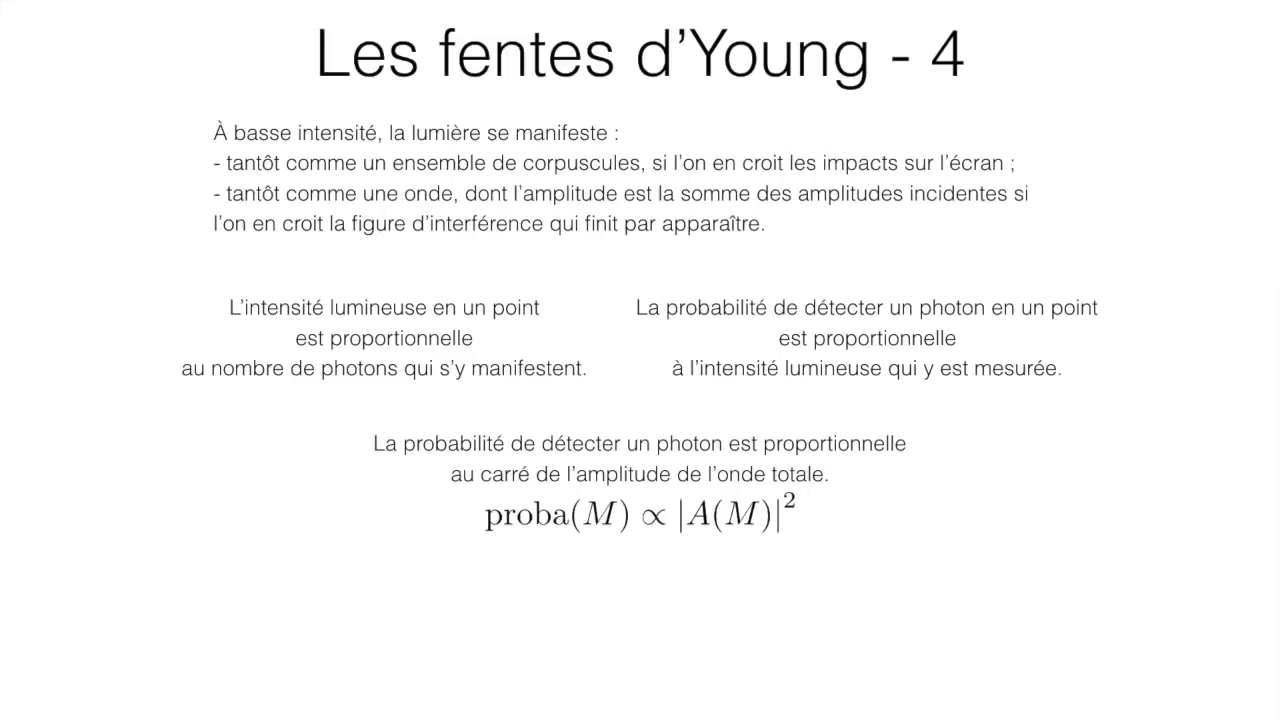 Les fentes d’Young - 4
À basse intensité, la lumière se manifeste :
- tantôt comme un ensemble de corpuscules, si l’on en croit les impacts sur l’écran ;
- tantôt comme une onde, dont l’amplitude est la somme des amplitudes incidentes si
l’on en croit la figure d’interférence qui finit par apparaître.
L’intensité lumineuse en un point
est proportionnelle
au nombre de photons qui s’y manifestent.
La probabilité de détecter un photon en un point
est proportionnelle
à l’intensité lumineuse qui y est mesurée.
La probabilité de détecter un photon est proportionnelle
au carré de l’amplitude de l’onde totale.
proba(M) ∝ |A(M)|²